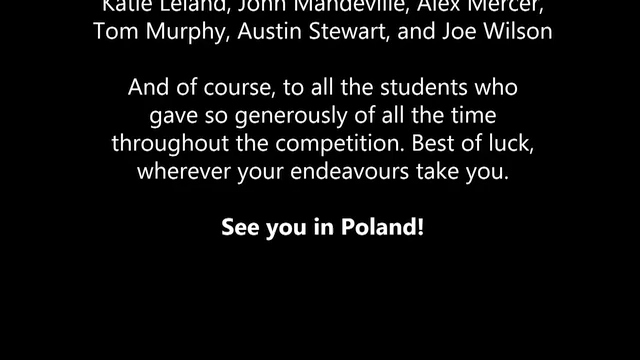 Katie Leland, John Mandeville, Alex Mercer,
Tom Murphy, Austin Stewart, and Joe Wilson
And of course, to all the students who
gave so generously of all the time
throughout the competition. Best of luck,
wherever your endeavours take you.
See you in Poland!